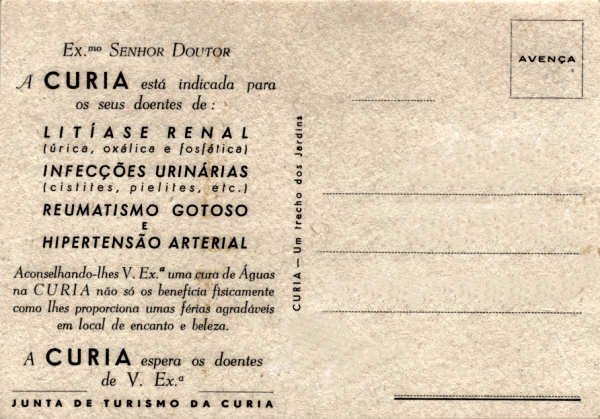 Ex.mo SENHOR DOUTOR
A CURIA está indicada para
os seus doentes de :
LITÍASE RENAL
(úrica, oxálica e fosfática)
INFECÇÕES URINÁRIAS
(cistites, pielites, etc.)
REUMATISMO GOTOSO
E
HIPERTENSÃO ARTERIAL
Aconselhando-lhes V. Ex.ª uma cura de Águas
na CURIA não só os beneficia fisicamente
como lhes proporciona umas férias agradáveis
em local de encanto e beleza.
A CURIA espera os doentes
de V. Ex.ª
JUNTA DE TURISMO DA CURIA
CURIA — Um trecho dos Jardins
AVENÇA